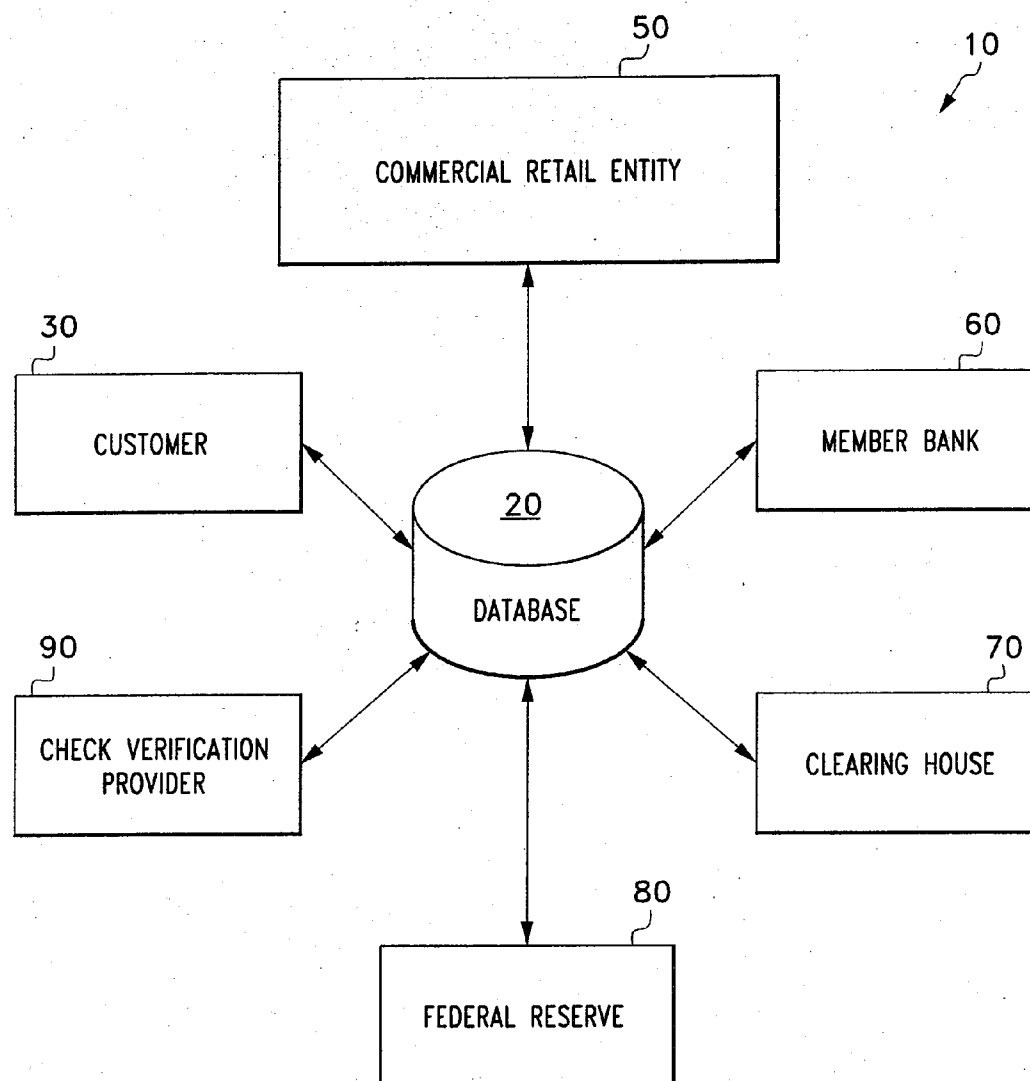 50
10
COMMERCIAL RETAIL ENTITY
30
60
CUSTOMER
MEMBER BANK
20
DATABASE
90
70
CHECK VERIFICATION
PROVIDER
CLEARING HOUSE
80
FEDERAL RESERVE